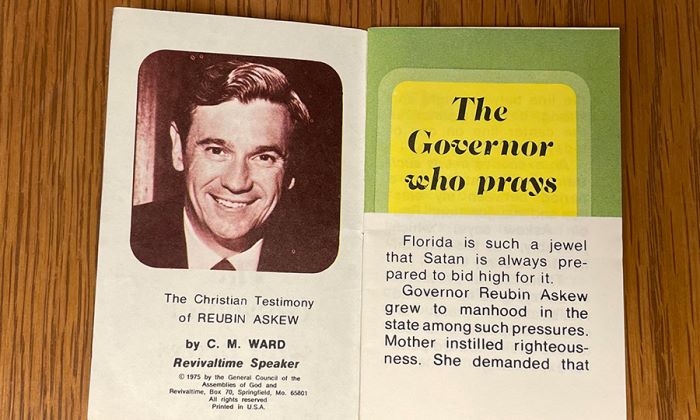 The Christian Testimony
of REUBIN ASKEW
by C. M. WARD
Revivaltime Speaker
© 1975 by the General Council of the
Assemblies of God and
Revivaltime, Box 70, Springfield, Mo. 65801
All rights reserved
Printed in U.S.A.
The
Governor
who prays
Florida is such a jewel
that Satan is always pre-
pared to bid high for it.
Governor Reubin Askew
grew to manhood in the
state among such pressures.
Mother instilled righteous-
ness. She demanded that